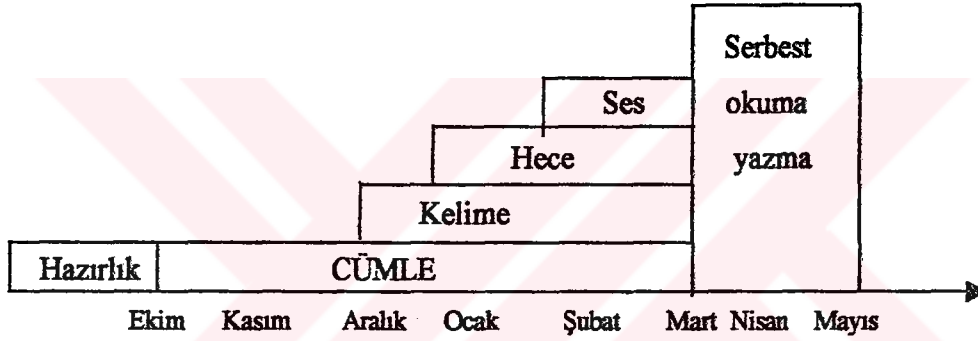 Serbest
Ses okuma
Hece yazma
Kelime
Hazırlık CÜMLE
Ekim Kasım Aralık Ocak Şubat Mart Nisan Mayıs